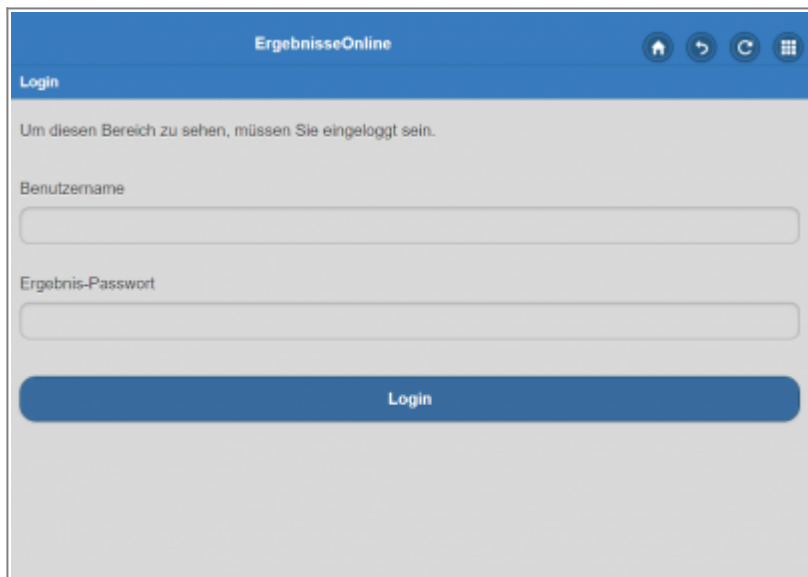 ErgebnisseOnline
Login
Um diesen Bereich zu sehen, müssen Sie eingeloggt sein.
Benutzername
Ergebnis-Passwort
Login